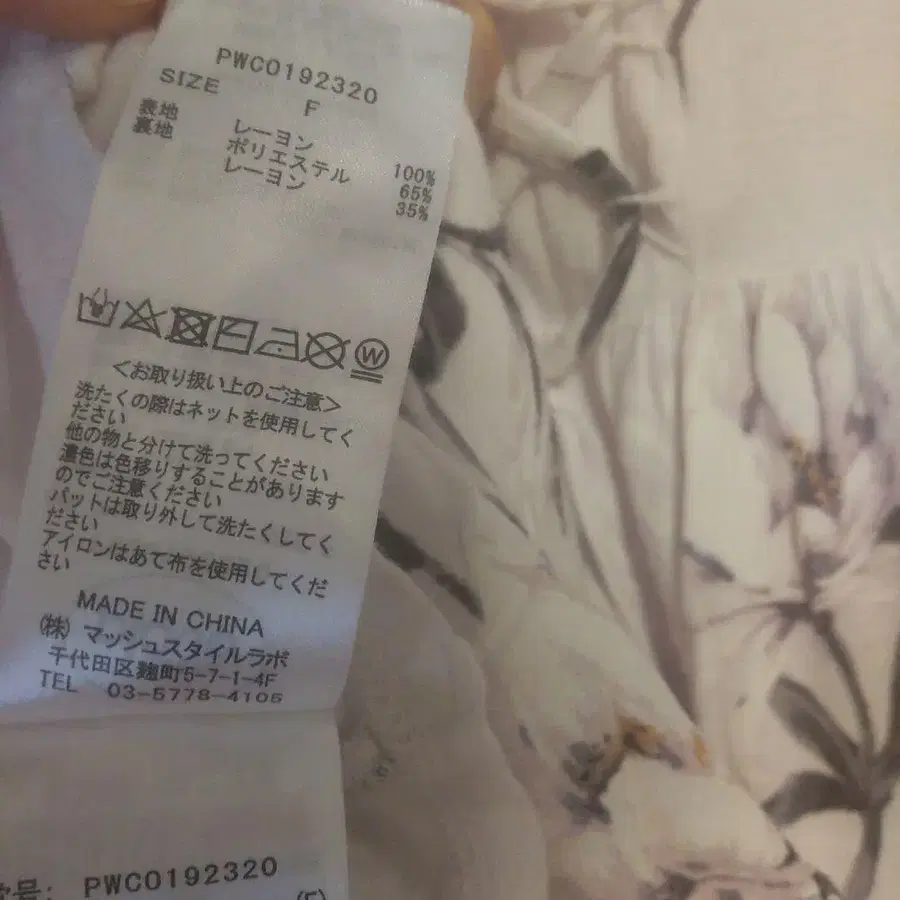 PWCO192320
SIZE F
表地 レーヨン 100%
裏地 ポリエステル 65%
レーヨン 35%
W
<お取り扱い上のご注意>
洗たくの際はネットを使用してく
ださい
他の物と分けて洗ってください
濃色は色移りすることがあります
のでご注意ください
パットは取り外して洗たくしてく
ださい
アイロンはあて布を使用してくだ
さい
MADE IN CHINA
(株) マッシュスタイルラボ
千代田区麹町5-7-1-4F
TEL 03-5778-4105
号: PWCO192320
(F)